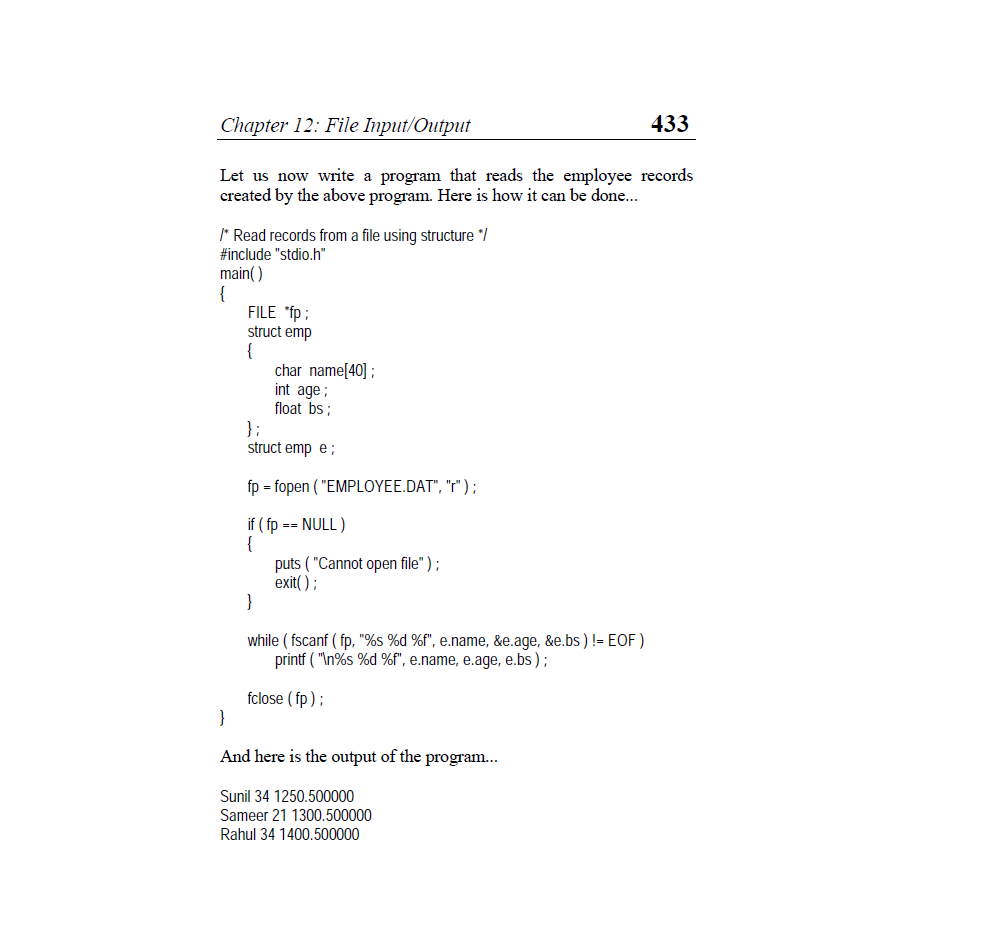 Chapter 12: File Input/Output 433
Let us now write a program that reads the employee records
created by the above program. Here is how it can be done...
/* Read records from a file using structure */
#include "stdio.h"
main( )
{
FILE *fp ;
struct emp
{
char name[40] ;
int age ;
float bs ;
} ;
struct emp e ;
fp = fopen ( "EMPLOYEE.DAT", "r" ) ;
if ( fp == NULL )
{
puts ( "Cannot open file" ) ;
exit( ) ;
}
while ( fscanf ( fp, "%s %d %f", e.name, &e.age, &e.bs ) != EOF )
printf ( "\n%s %d %f", e.name, e.age, e.bs ) ;
fclose ( fp ) ;
}
And here is the output of the program...
Sunil 34 1250.500000
Sameer 21 1300.500000
Rahul 34 1400.500000